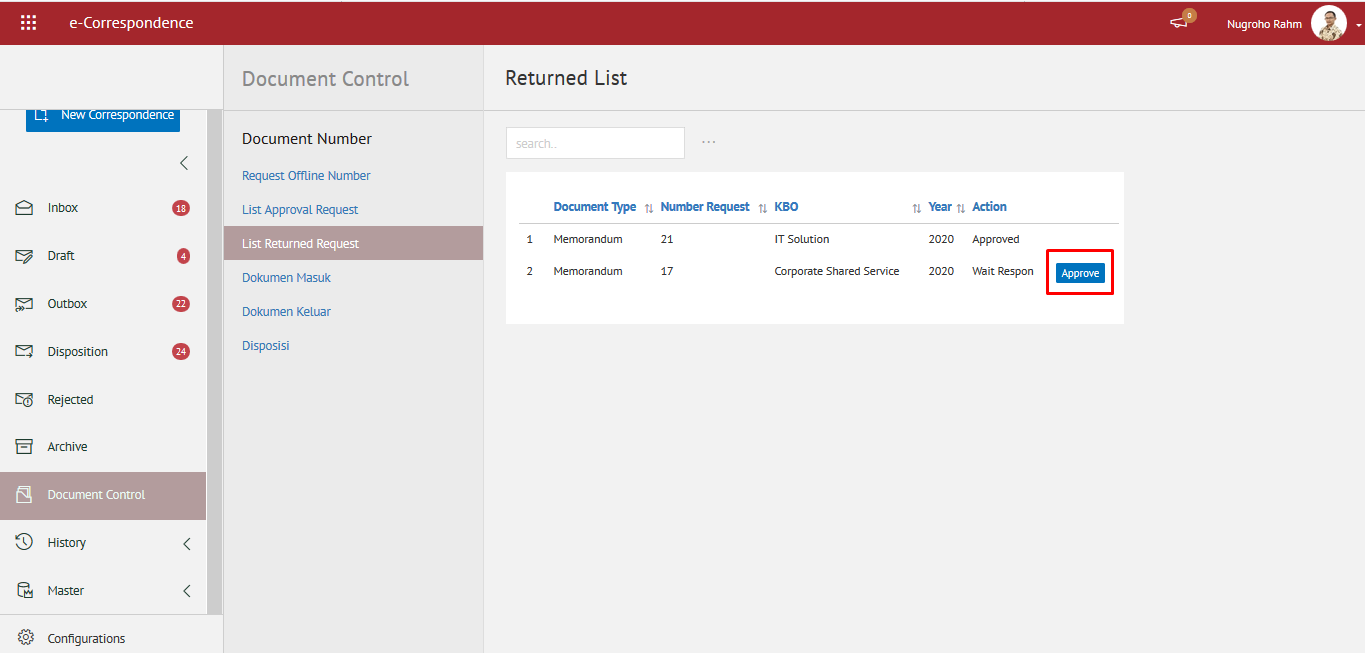 e-Correspondence
0
Nugroho Rahm
New Correspondence
Inbox 18
Draft 4
Outbox 22
Disposition 24
Rejected
Archive
Document Control
History
Master
Configurations
Document Control
Document Number
Request Offline Number
List Approval Request
List Returned Request
Dokumen Masuk
Dokumen Keluar
Disposisi
Returned List
search..
...
Document Type Number Request KBO Year Action
1 Memorandum 21 IT Solution 2020 Approved
2 Memorandum 17 Corporate Shared Service 2020 Wait Respon Approve